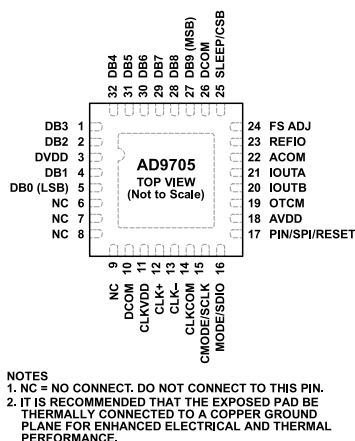 32 DB4
31 DB5
30 DB6
29 DB7
28 DB8
27 DB9 (MSB)
26 DCOM
25 SLEEP/CSB
DB3 1
DB2 2
DVDD 3
DB1 4
DB0 (LSB) 5
NC 6
NC 7
NC 8
AD9705
TOP VIEW
(Not to Scale)
24 FS ADJ
23 REFIO
22 ACOM
21 IOUTA
20 IOUTB
19 OTCM
18 AVDD
17 PIN/SPI/RESET
NC 9
DCOM 10
CLKVDD 11
CLK+ 12
CLK– 13
CLKCOM 14
CMODE/SCLK 15
MODE/SDIO 16
NOTES
1. NC = NO CONNECT. DO NOT CONNECT TO THIS PIN.
2. IT IS RECOMMENDED THAT THE EXPOSED PAD BE
THERMALLY CONNECTED TO A COPPER GROUND
PLANE FOR ENHANCED ELECTRICAL AND THERMAL
PERFORMANCE.